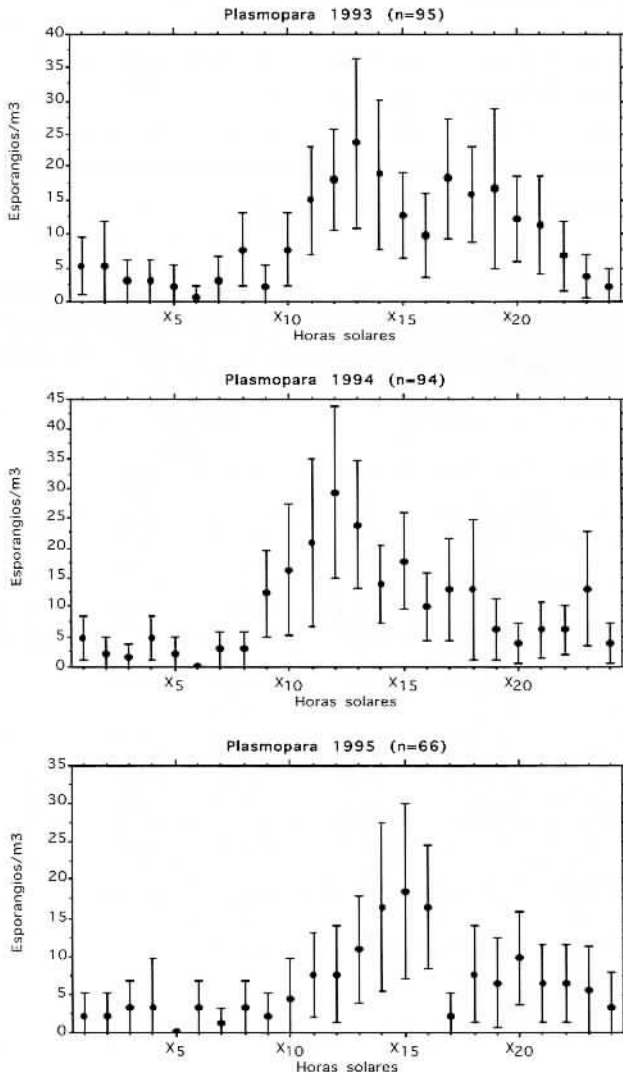 Plasmopara 1993 (n=95)
Esporangios/m3
40
35
30
25
20
15
10
5
0
X5 X10 X15 X20
Horas solares
Plasmopara 1994 (n=94)
Esporangios/m3
45
40
35
30
25
20
15
10
5
0
X5 X10 X15 X20
Horas solares
Plasmopara 1995 (n=66)
Esporangios/m3
35
30
25
20
15
10
5
0
X5 X10 X15 X20
Horas solares